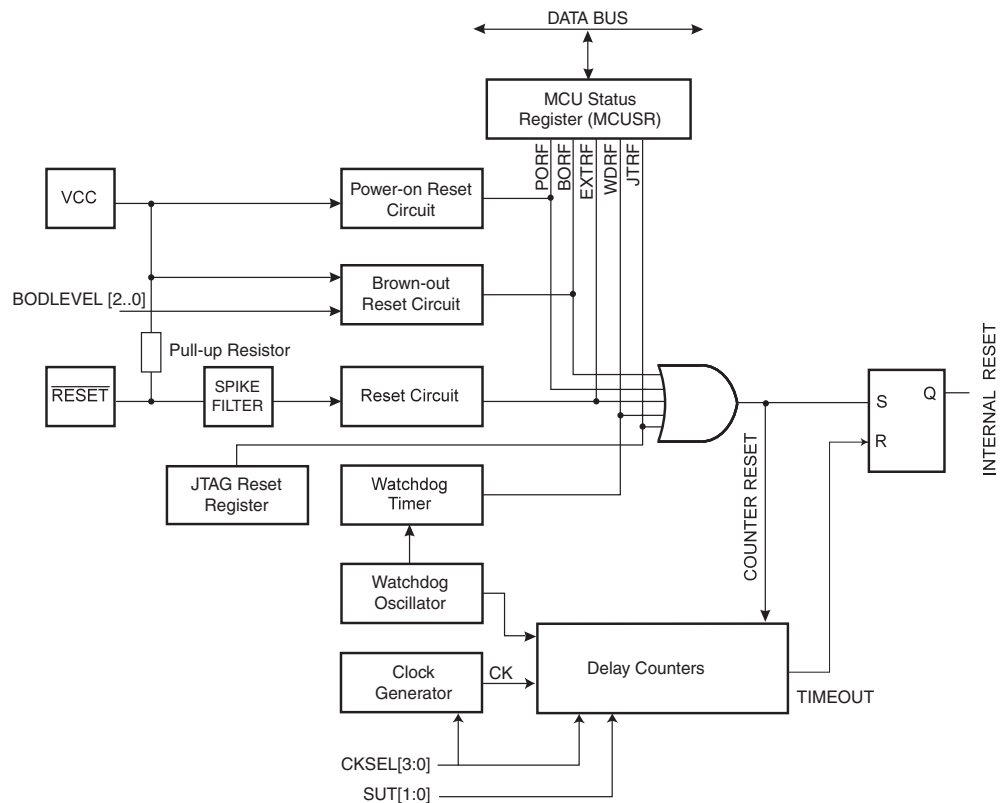 DATA BUS
MCU Status
Register (MCUSR)
PORF
BORF
EXTRF
WDRF
JTRF
VCC
Power-on Reset
Circuit
Brown-out
Reset Circuit
BODLEVEL [2..0]
Pull-up Resistor
RESET
SPIKE
FILTER
Reset Circuit
S
Q
R
INTERNAL RESET
JTAG Reset
Register
Watchdog
Timer
COUNTER RESET
Watchdog
Oscillator
Clock
Generator
CK
Delay Counters
TIMEOUT
CKSEL[3:0]
SUT[1:0]